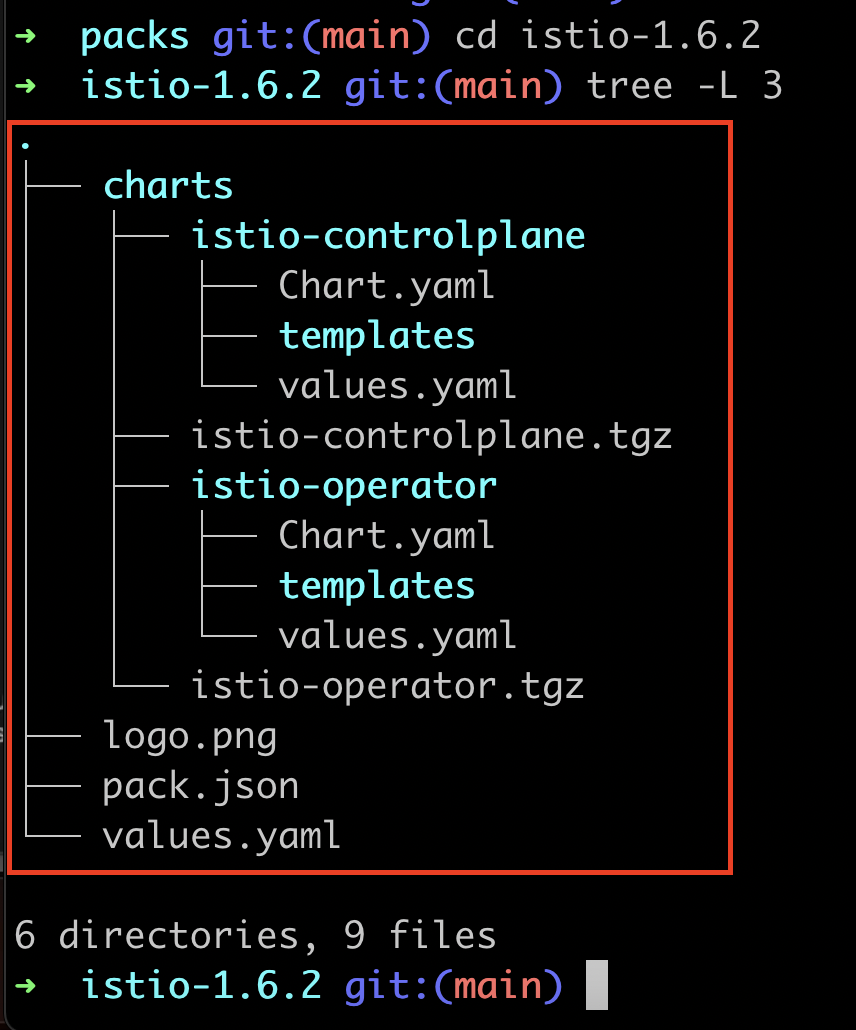 ➜  packs git:(main) cd istio-1.6.2
➜  istio-1.6.2 git:(main) tree -L 3
.
├── charts
│   ├── istio-controlplane
│   │   ├── Chart.yaml
│   │   ├── templates
│   │   └── values.yaml
│   ├── istio-controlplane.tgz
│   ├── istio-operator
│   │   ├── Chart.yaml
│   │   ├── templates
│   │   └── values.yaml
│   └── istio-operator.tgz
├── logo.png
├── pack.json
└── values.yaml
6 directories, 9 files
➜  istio-1.6.2 git:(main)